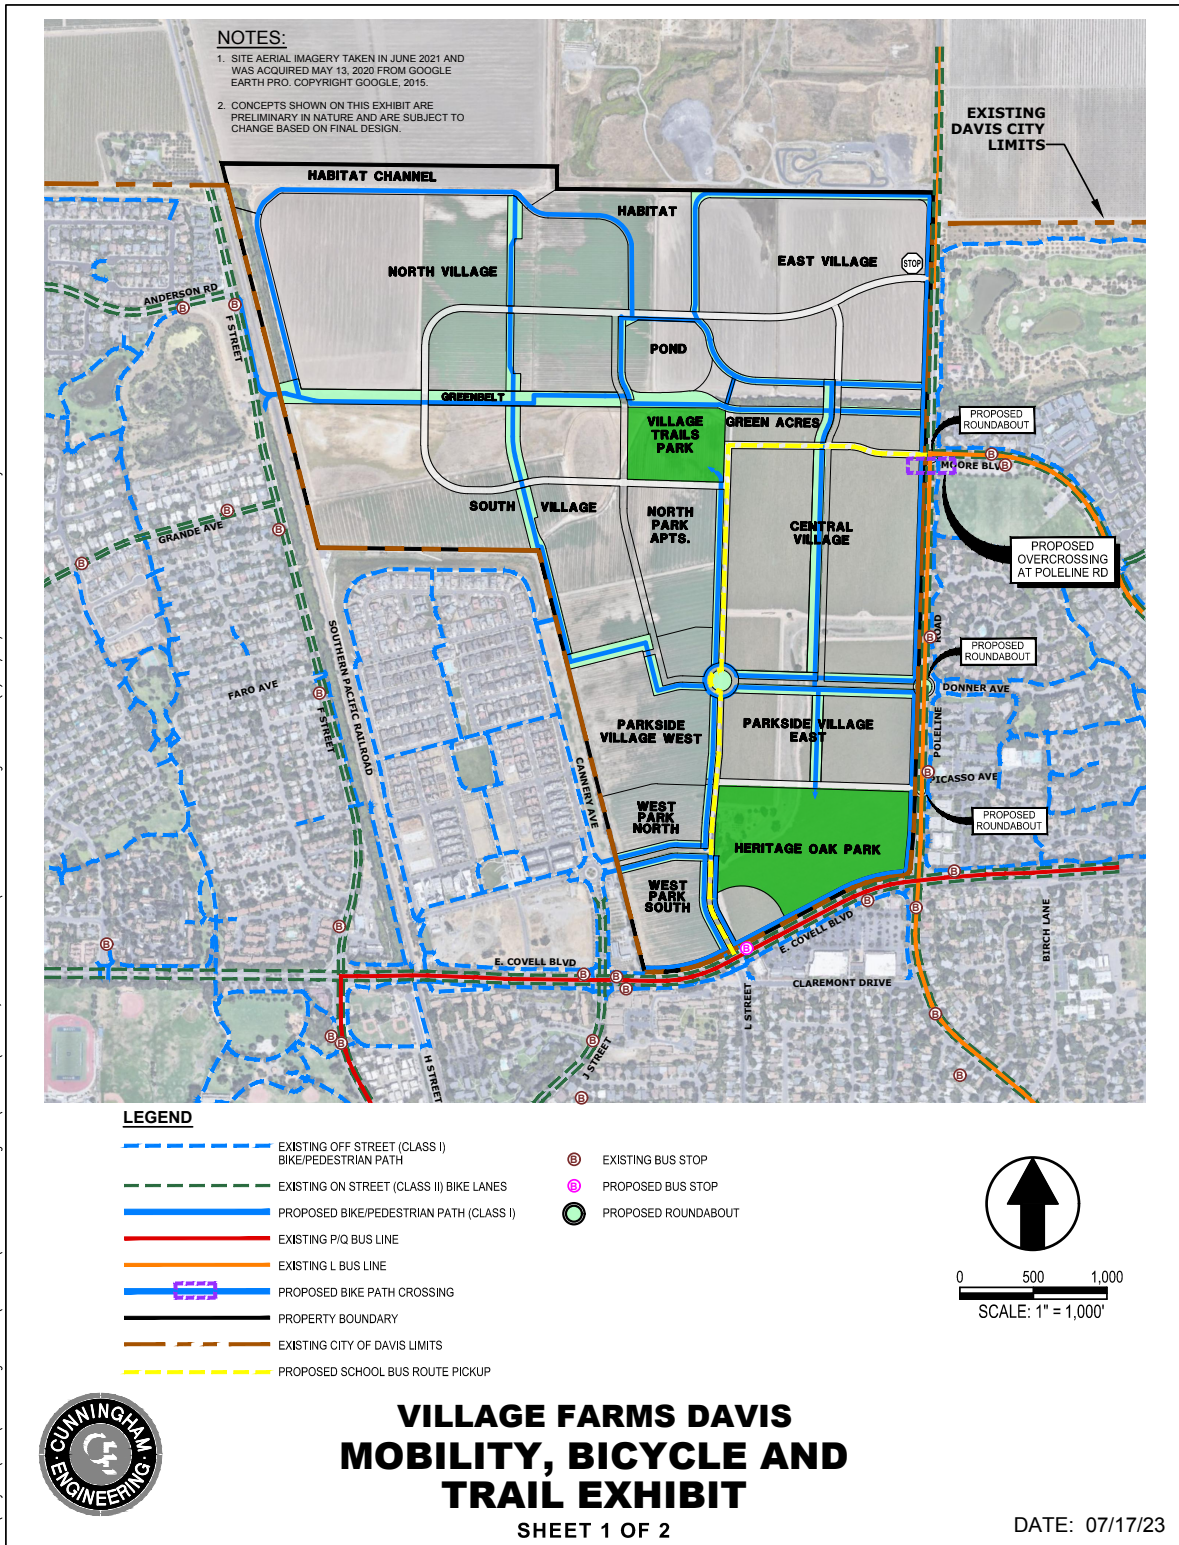 NOTES:
1. SITE AERIAL IMAGERY TAKEN IN JUNE 2021 AND
WAS ACQUIRED MAY 13, 2020 FROM GOOGLE
EARTH PRO. COPYRIGHT GOOGLE, 2015.
2. CONCEPTS SHOWN ON THIS EXHIBIT ARE
PRELIMINARY IN NATURE AND ARE SUBJECT TO
CHANGE BASED ON FINAL DESIGN.
EXISTING
DAVIS CITY
LIMITS
HABITAT CHANNEL
HABITAT
NORTH VILLAGE
EAST VILLAGE
STOP
ANDERSON RD
F STREET
POND
GREENBELT
VILLAGE
TRAILS
PARK
GREEN ACRES
PROPOSED
ROUNDABOUT
MOORE BLVD
SOUTH VILLAGE
NORTH
PARK
APTS.
CENTRAL
VILLAGE
GRANDE AVE
PROPOSED
OVERCROSSING
AT POLELINE RD
SOUTHERN PACIFIC RAILROAD
FARO AVE
F STREET
POLELINE ROAD
PROPOSED
ROUNDABOUT
DONNER AVE
PARKSIDE
VILLAGE WEST
PARKSIDE VILLAGE
EAST
CANNERY AVE
PICASSO AVE
PROPOSED
ROUNDABOUT
WEST
PARK
NORTH
HERITAGE OAK PARK
WEST
PARK
SOUTH
E. COVELL BLVD
E. COVELL BLVD
CLAREMONT DRIVE
BIRCH LANE
L STREET
J STREET
H STREET
LEGEND
EXISTING OFF STREET (CLASS I)
BIKE/PEDESTRIAN PATH
EXISTING ON STREET (CLASS II) BIKE LANES
PROPOSED BIKE/PEDESTRIAN PATH (CLASS I)
EXISTING P/Q BUS LINE
EXISTING L BUS LINE
PROPOSED BIKE PATH CROSSING
PROPERTY BOUNDARY
EXISTING CITY OF DAVIS LIMITS
PROPOSED SCHOOL BUS ROUTE PICKUP
B EXISTING BUS STOP
B PROPOSED BUS STOP
PROPOSED ROUNDABOUT
0 500 1,000
SCALE: 1" = 1,000'
CUNNINGHAM
ENGINEERING
VILLAGE FARMS DAVIS
MOBILITY, BICYCLE AND
TRAIL EXHIBIT
SHEET 1 OF 2
DATE: 07/17/23